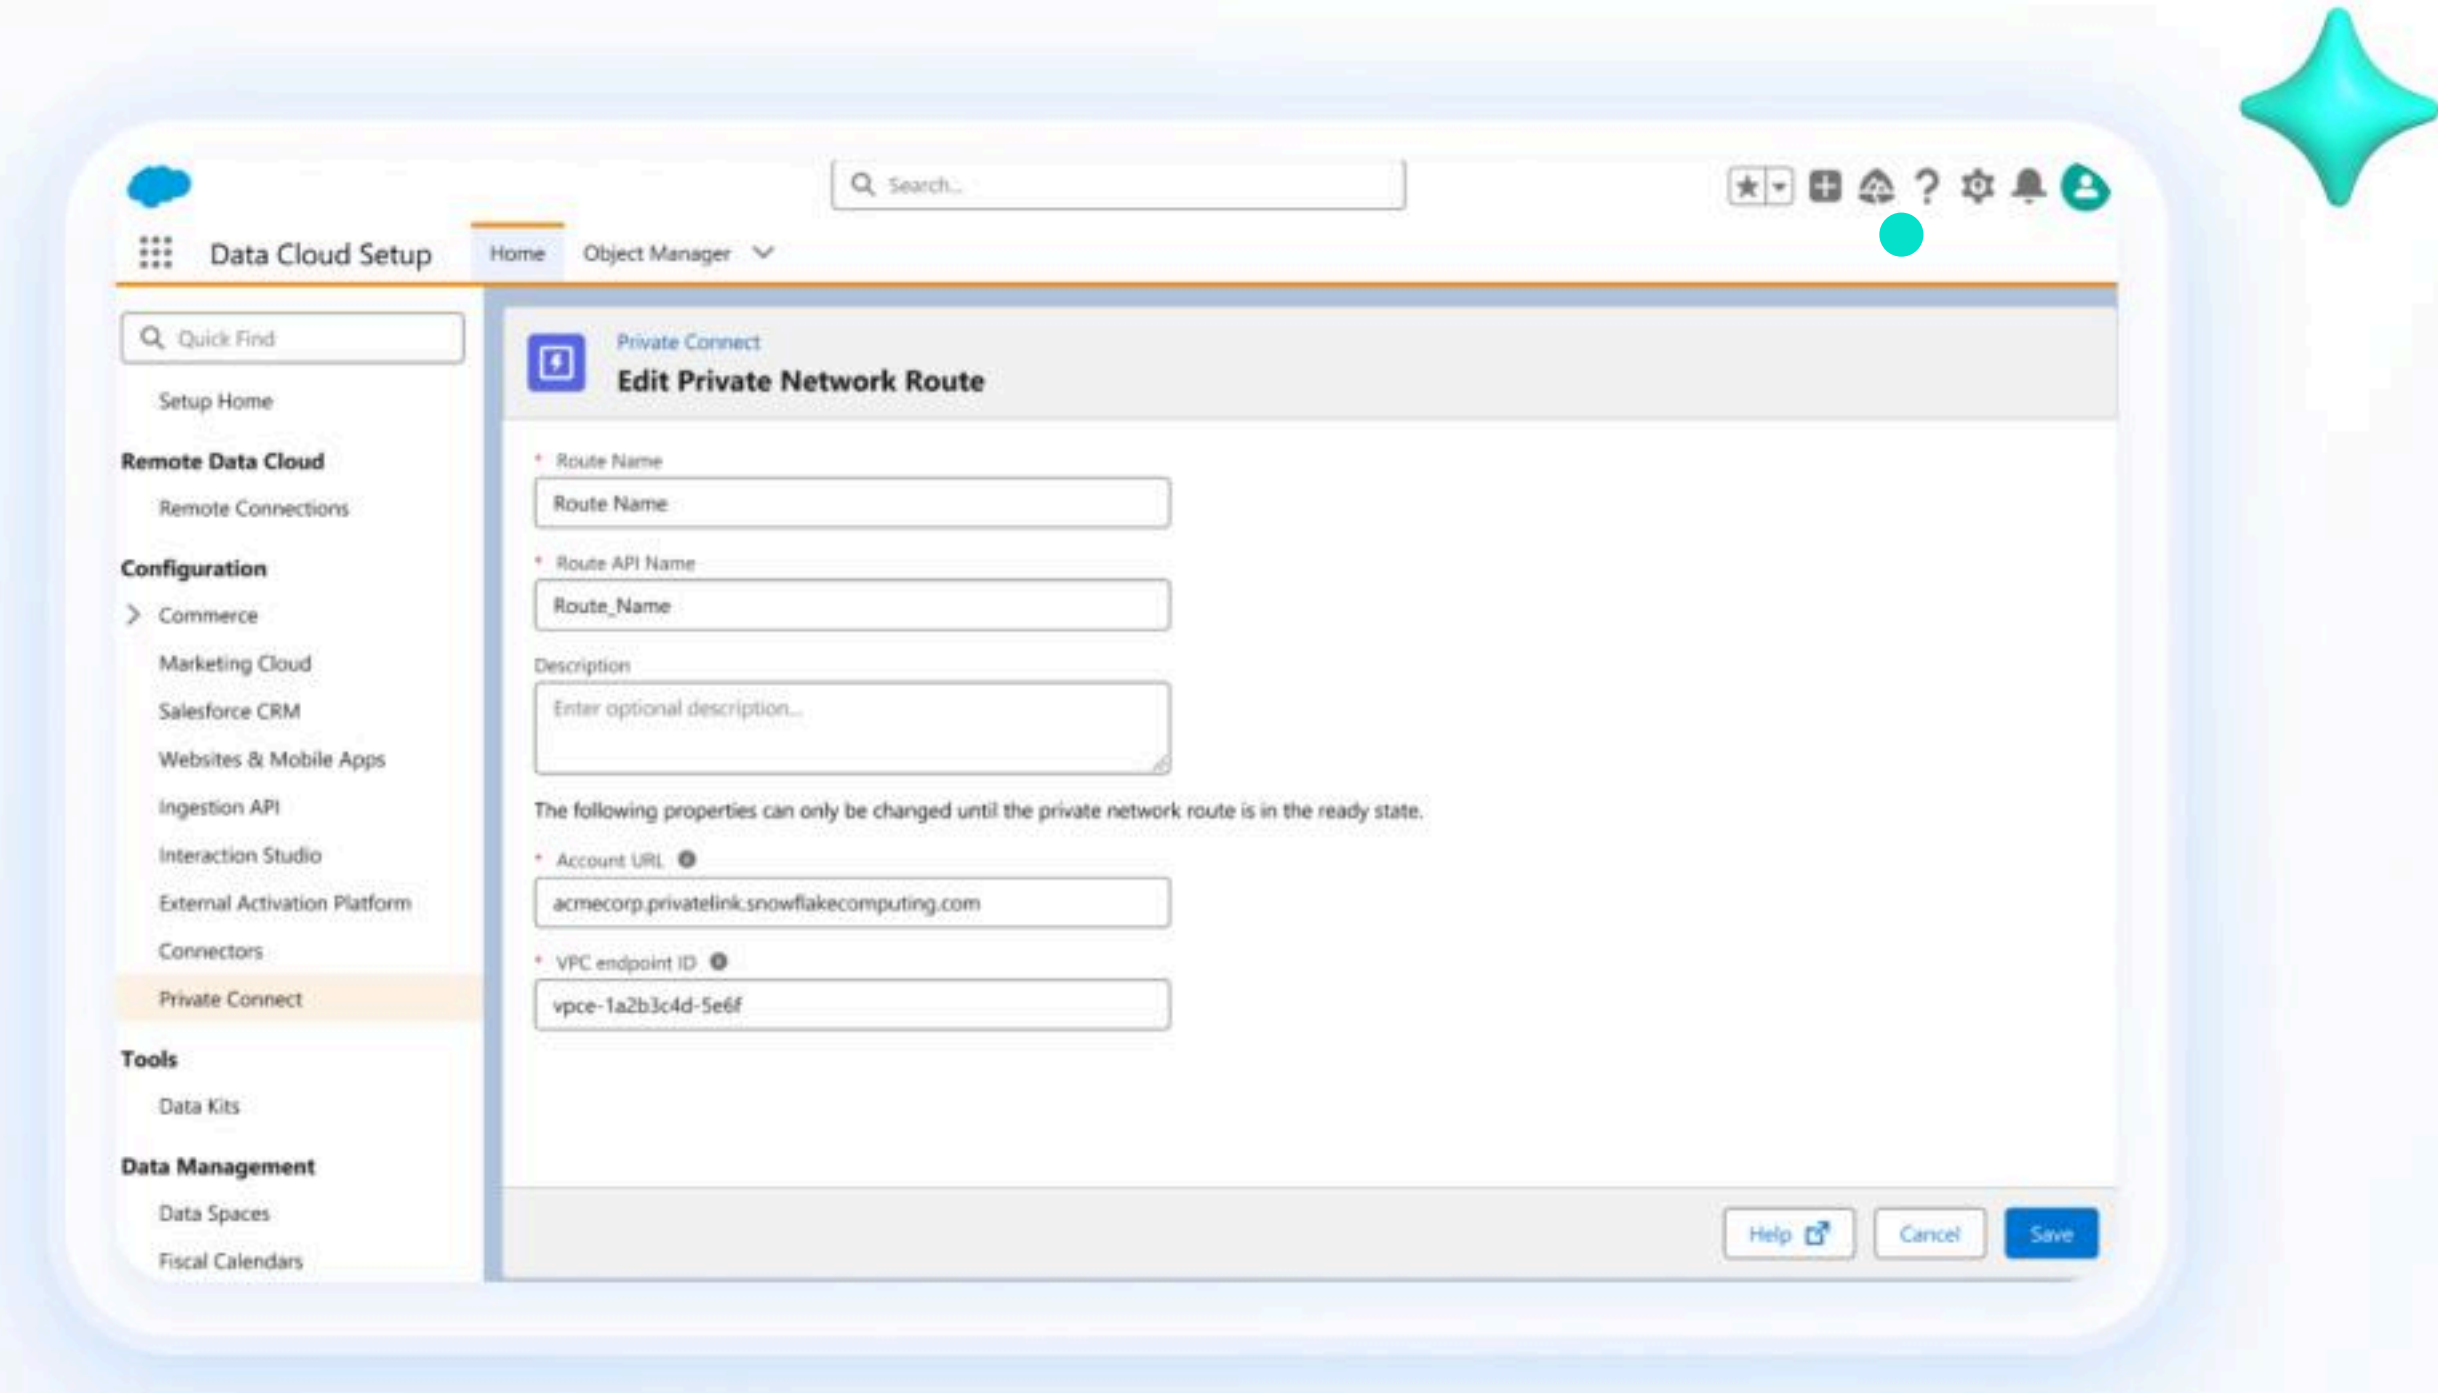 Search...
Data Cloud Setup
Home
Object Manager
Quick Find
Setup Home
Remote Data Cloud
Remote Connections
Configuration
Commerce
Marketing Cloud
Salesforce CRM
Websites & Mobile Apps
Ingestion API
Interaction Studio
External Activation Platform
Connectors
Private Connect
Tools
Data Kits
Data Management
Data Spaces
Fiscal Calendars
Private Connect
Edit Private Network Route
* Route Name
Route Name
* Route API Name
Route_Name
Description
Enter optional description...
The following properties can only be changed until the private network route is in the ready state.
* Account URL
acmecorp.privatelink.snowflakecomputing.com
* VPC endpoint ID
vpce-1a2b3c4d-5e6f
Help
Cancel
Save